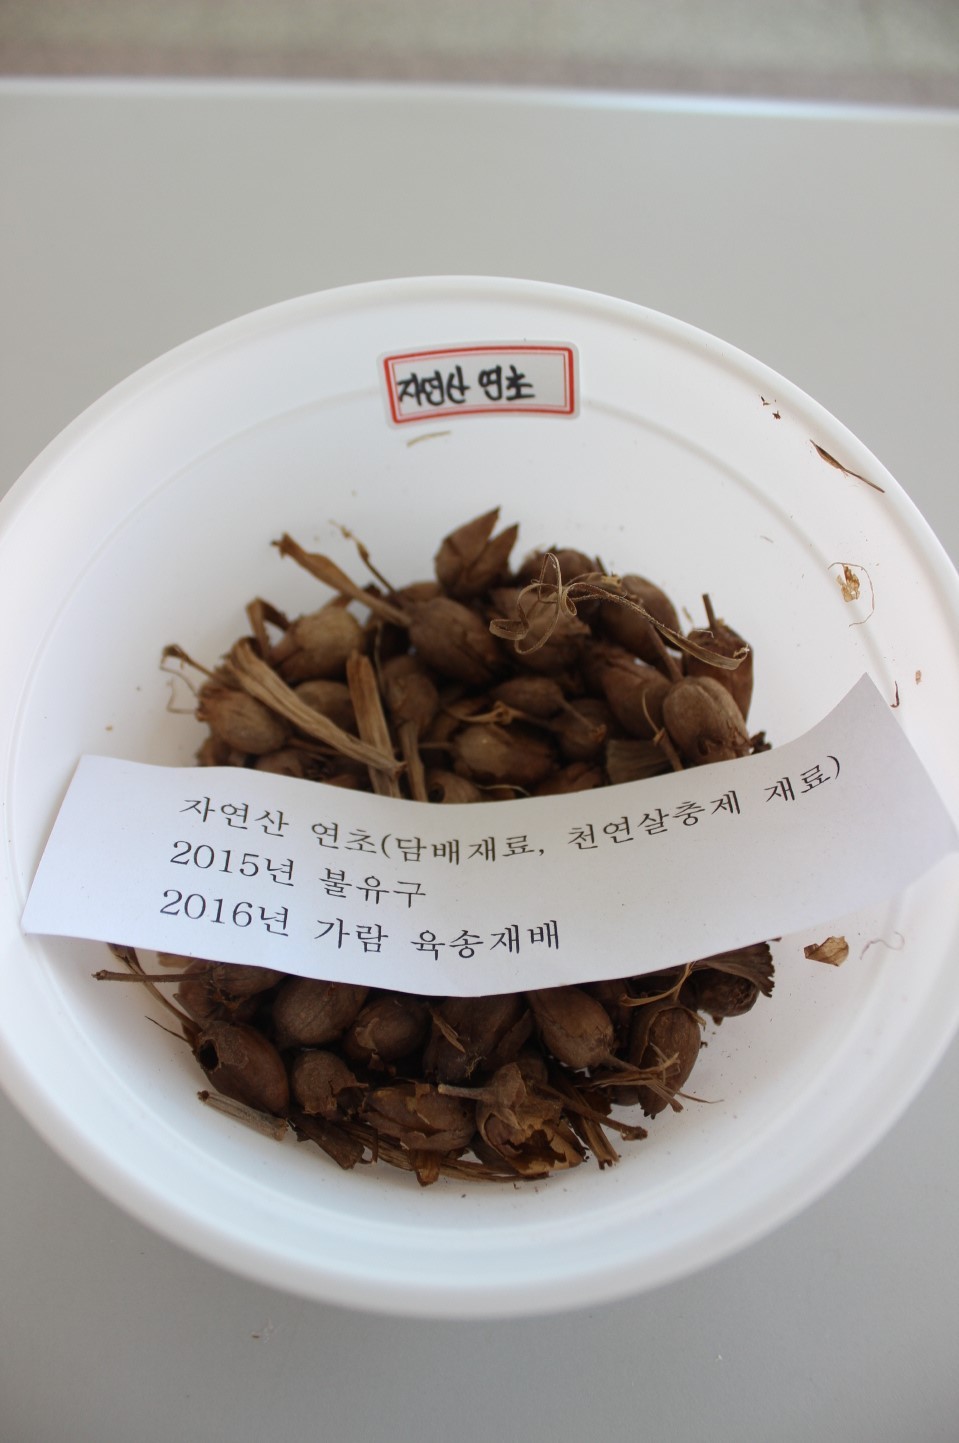 자연산 연초
자연산 연초(담배재료, 천연살충제 재료)
2015년 불유구
2016년 가람 육송재배